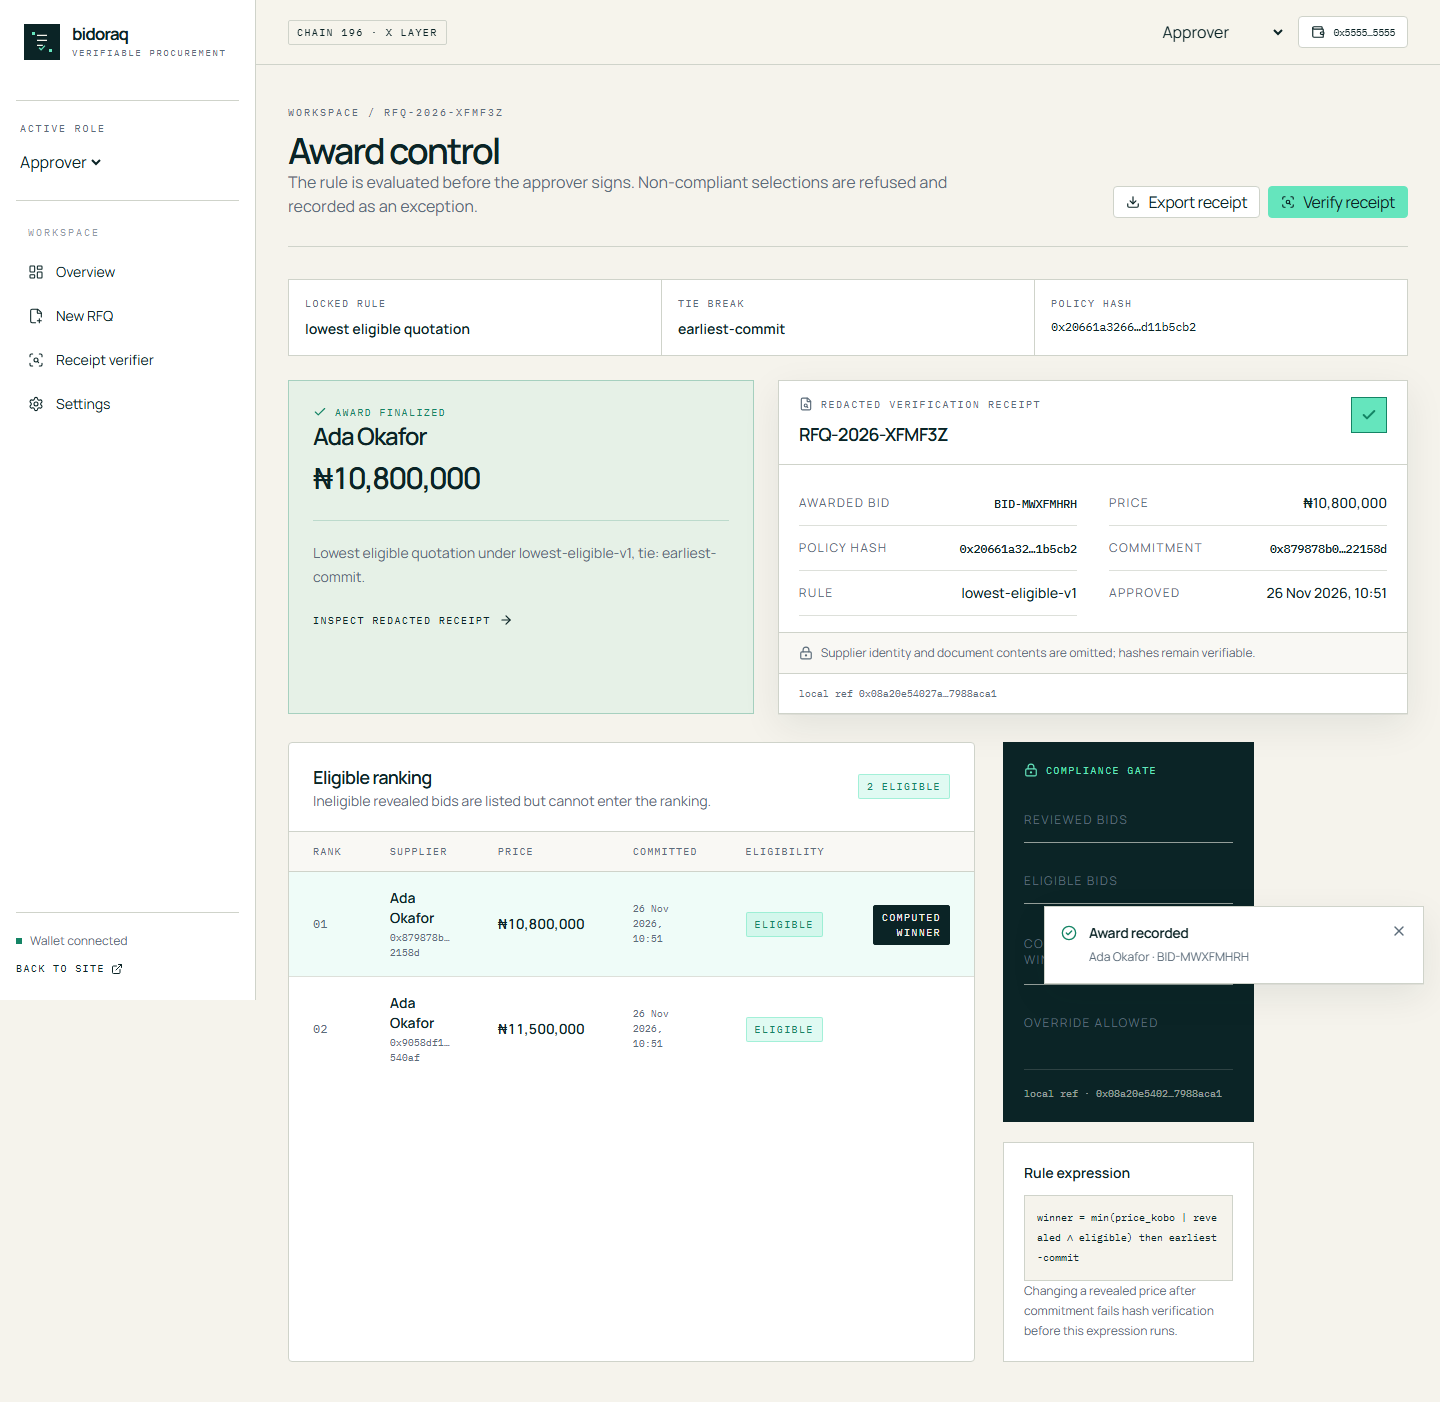 bidoraq
VERIFIABLE PROCUREMENT
ACTIVE ROLE
Approver
WORKSPACE
Overview
New RFQ
Receipt verifier
Settings
Wallet connected
BACK TO SITE
CHAIN 196 · X LAYER
Approver
0x5555…5555
WORKSPACE / RFQ-2026-XFMF3Z
Award control
The rule is evaluated before the approver signs. Non-compliant selections are refused and
recorded as an exception.
Export receipt
Verify receipt
LOCKED RULE
lowest eligible quotation
TIE BREAK
earliest-commit
POLICY HASH
0x20661a3266…d11b5cb2
AWARD FINALIZED
Ada Okafor
₦10,800,000
Lowest eligible quotation under lowest-eligible-v1, tie: earliest-
commit.
INSPECT REDACTED RECEIPT
REDACTED VERIFICATION RECEIPT
RFQ-2026-XFMF3Z
AWARDED BID BID-MWXFMHRH
PRICE ₦10,800,000
POLICY HASH 0x20661a32…1b5cb2
COMMITMENT 0x879878b0…22158d
RULE lowest-eligible-v1
APPROVED 26 Nov 2026, 10:51
Supplier identity and document contents are omitted; hashes remain verifiable.
local ref 0x08a20e54027a…7988aca1
Eligible ranking
Ineligible revealed bids are listed but cannot enter the ranking.
2 ELIGIBLE
RANK SUPPLIER PRICE COMMITTED ELIGIBILITY
01
Ada
Okafor
0x879878b…
2158d
₦10,800,000
26 Nov
2026,
10:51
ELIGIBLE
COMPUTED
WINNER
02
Ada
Okafor
0x9058df1…
540af
₦11,500,000
26 Nov
2026,
10:51
ELIGIBLE
COMPLIANCE GATE
REVIEWED BIDS
ELIGIBLE BIDS
Award recorded
Ada Okafor · BID-MWXFMHRH
OVERRIDE ALLOWED
local ref · 0x08a20e5402…7988aca1
Rule expression
winner = min(price_kobo | reve
aled ∧ eligible) then earliest
-commit
Changing a revealed price after
commitment fails hash verification
before this expression runs.